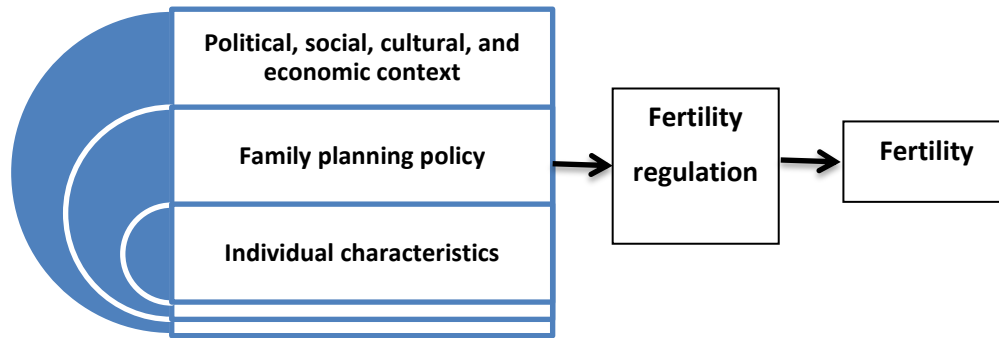 Political, social, cultural, and
economic context
Family planning policy
Individual characteristics
Fertility
regulation
Fertility